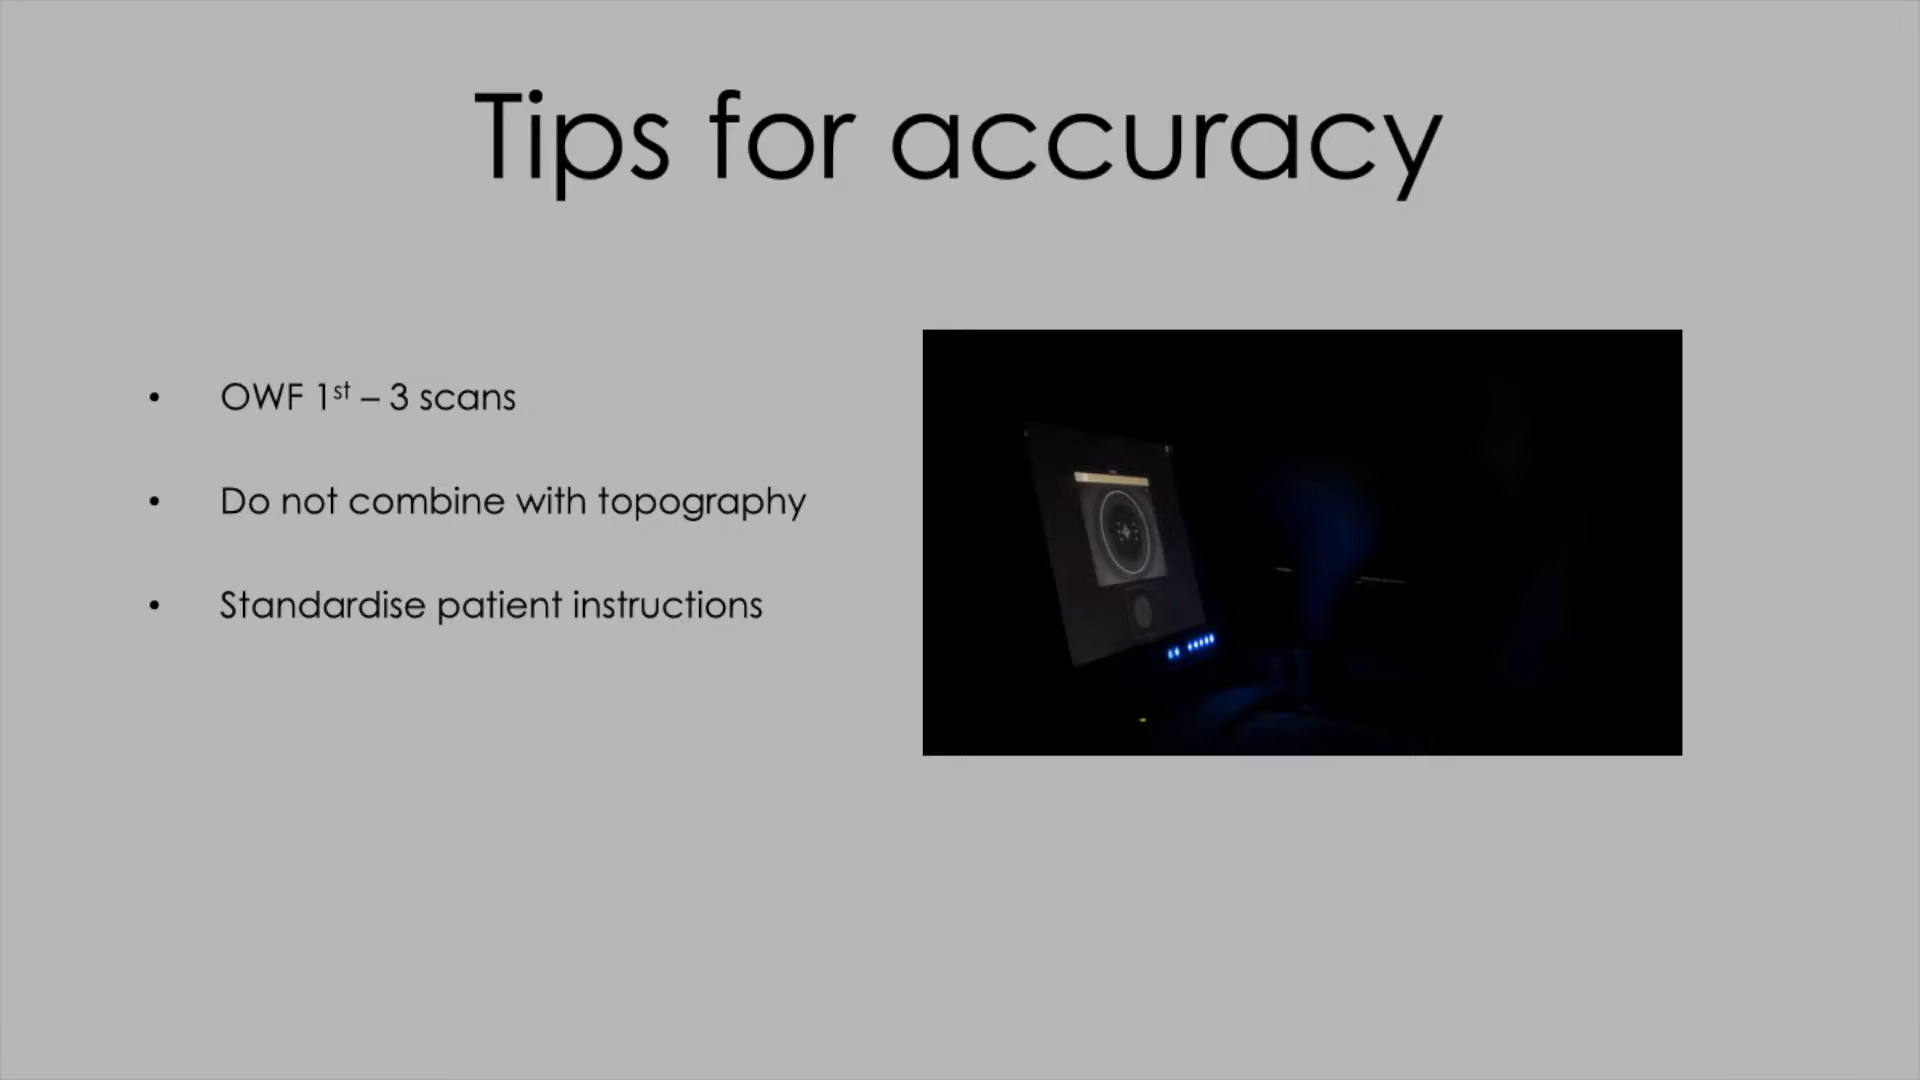 Tips for accuracy
• OWF 1st – 3 scans
• Do not combine with topography
• Standardise patient instructions